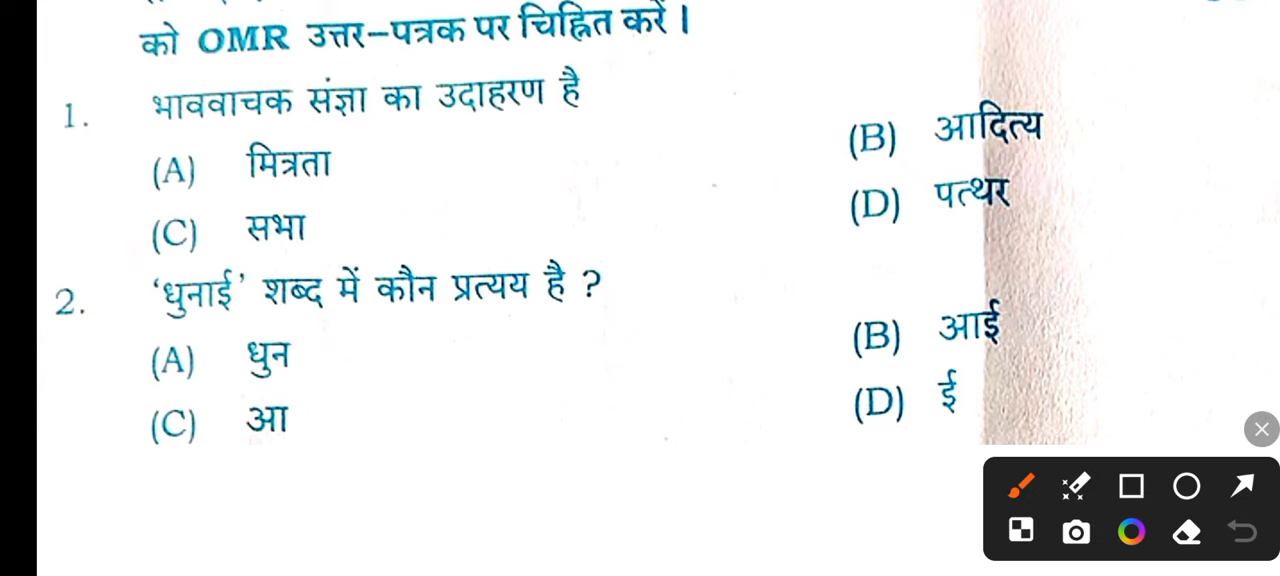 को OMR उत्तर-पत्रक पर चिह्नित करें।
1. भाववाचक संज्ञा का उदाहरण है
(A) मित्रता (B) आदित्य
(C) सभा (D) पत्थर
2. 'धुनाई' शब्द में कौन प्रत्यय है ?
(A) धुन (B) आई
(C) आ (D) ई